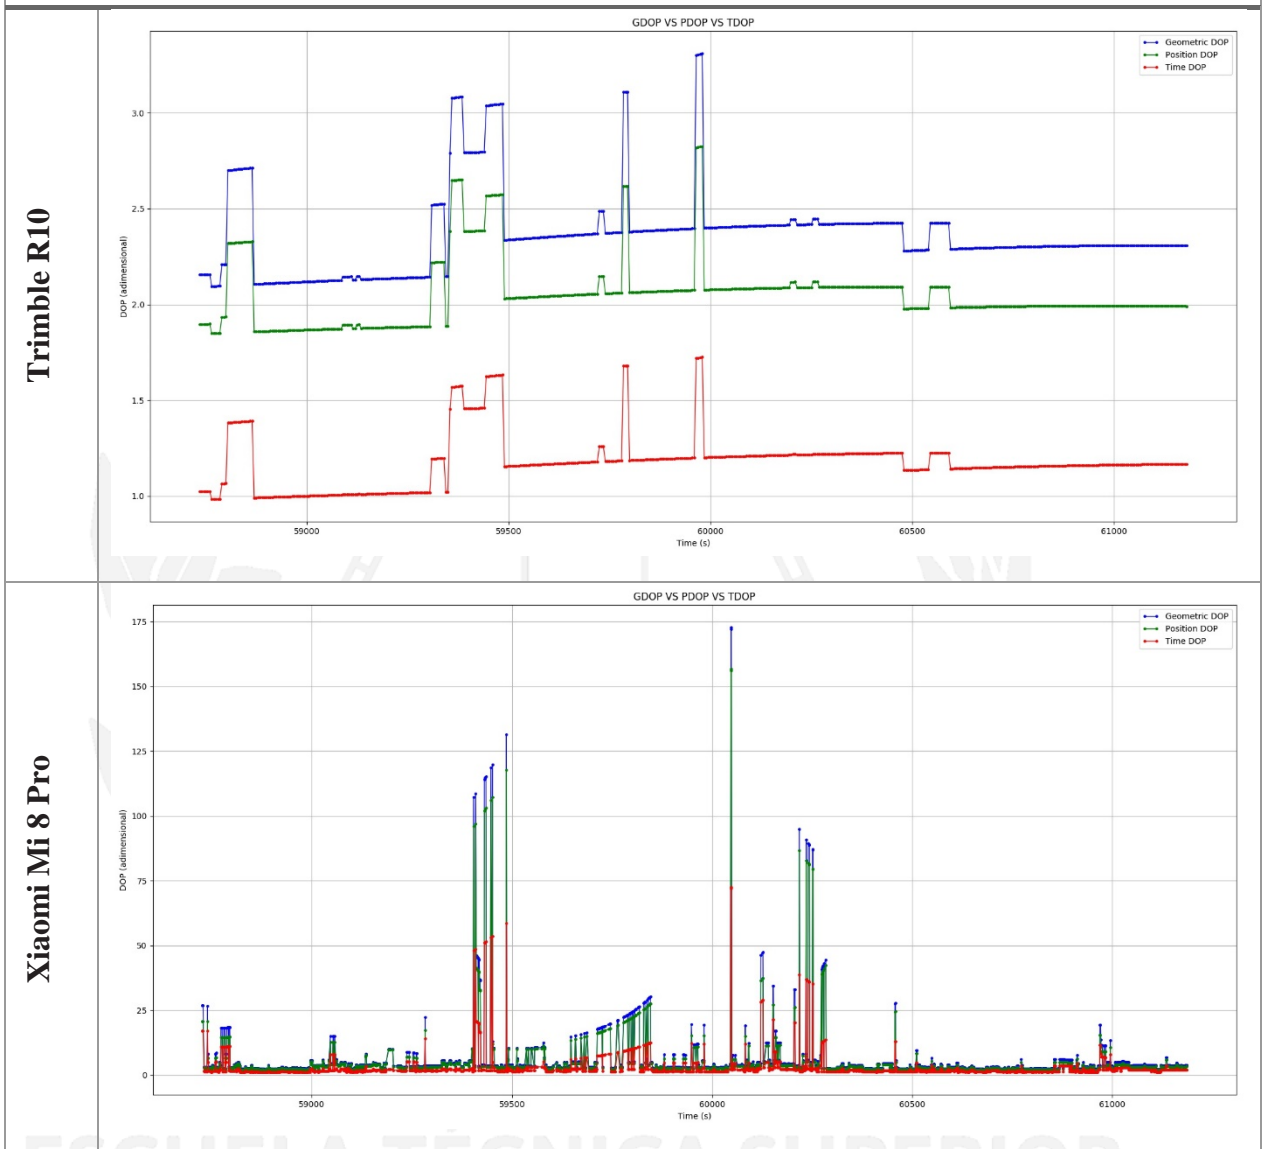 Trimble R10
GDOP VS PDOP VS TDOP
Geometric DOP
Position DOP
Time DOP
DOP (adimensional)
3.0
2.5
2.0
1.5
1.0
59000 59500 60000 60500 61000
Time (s)
Xiaomi Mi 8 Pro
GDOP VS PDOP VS TDOP
Geometric DOP
Position DOP
Time DOP
DOP (adimensional)
175
150
125
100
75
50
25
0
59000 59500 60000 60500 61000
Time (s)
ESCUELA TÉCNICA SUPERIOR